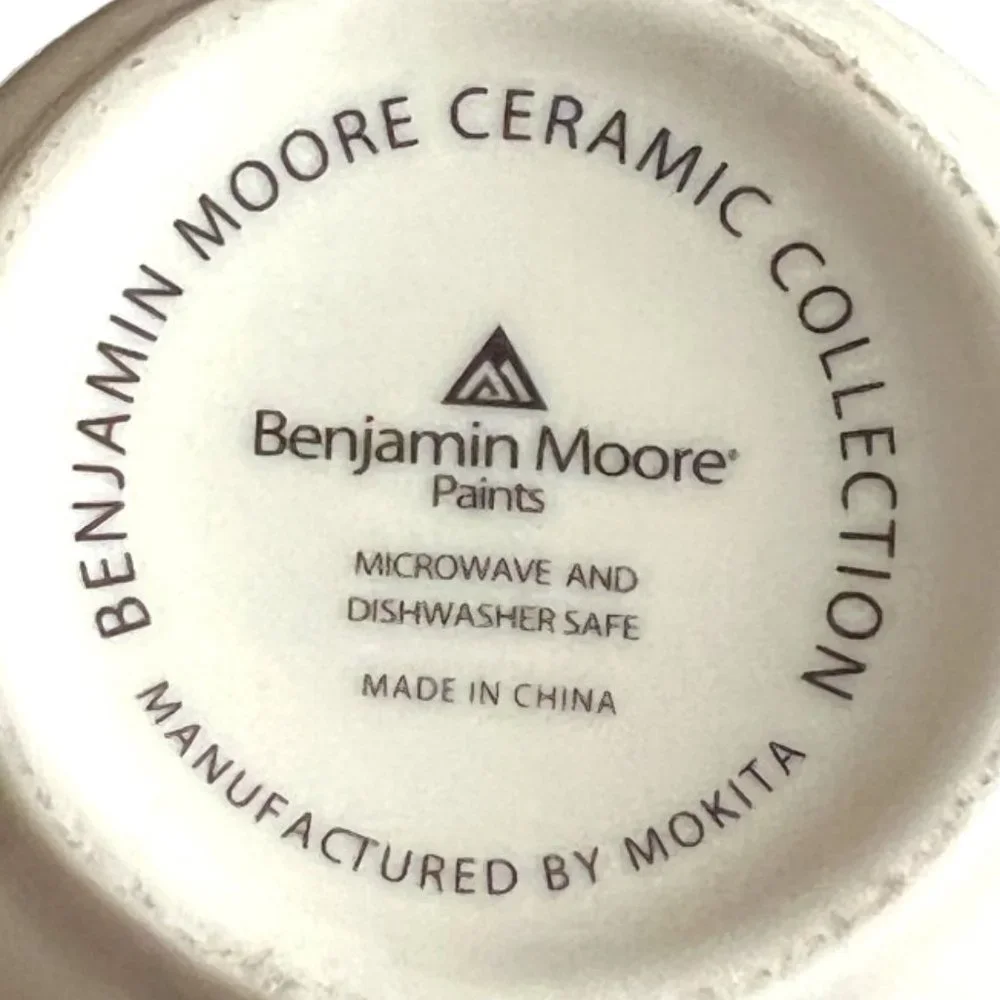 BENJAMIN MOORE CERAMIC COLLECTION
Benjamin Moore®
Paints
MICROWAVE AND
DISHWASHER SAFE
MADE IN CHINA
MANUFACTURED BY MOKITA